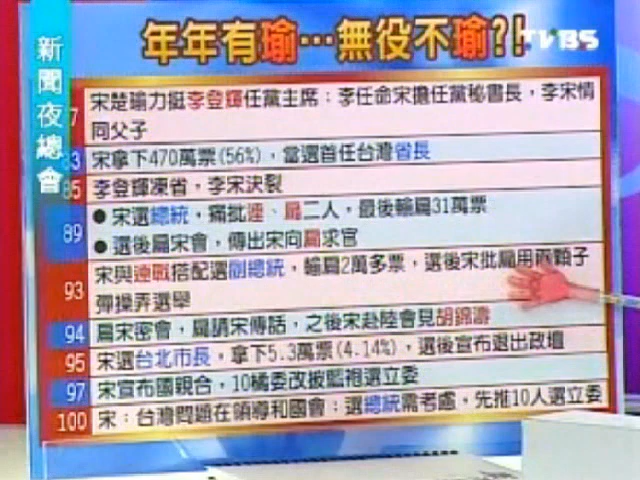 年年有瑜…無役不瑜?!
TVBS
新聞夜總會
宋楚瑜力挺李登輝任黨主席：李任命宋擔任黨秘書長，李宋情
同父子
83 宋拿下470萬票(56%)，當選首任台灣省長
85 李登輝凍省，李宋決裂
89 ●宋選總統，痛批連、扁二人，最後輸扁31萬票
●選後扁宋會，傳出宋向扁求官
93 宋與連戰搭配選副總統，輸扁2萬多票，選後宋批扁用兩顆子
彈操弄選舉
94 扁宋密會，扁請宋傳話，之後宋赴陸會見胡錦濤
95 宋選台北市長，拿下5.3萬票(4.14%)，選後宣布退出政壇
97 宋宣布國親合，10橘委改披藍袍選立委
100 宋：台灣問題在領導和國會：選總統需考慮，先推10人選立委